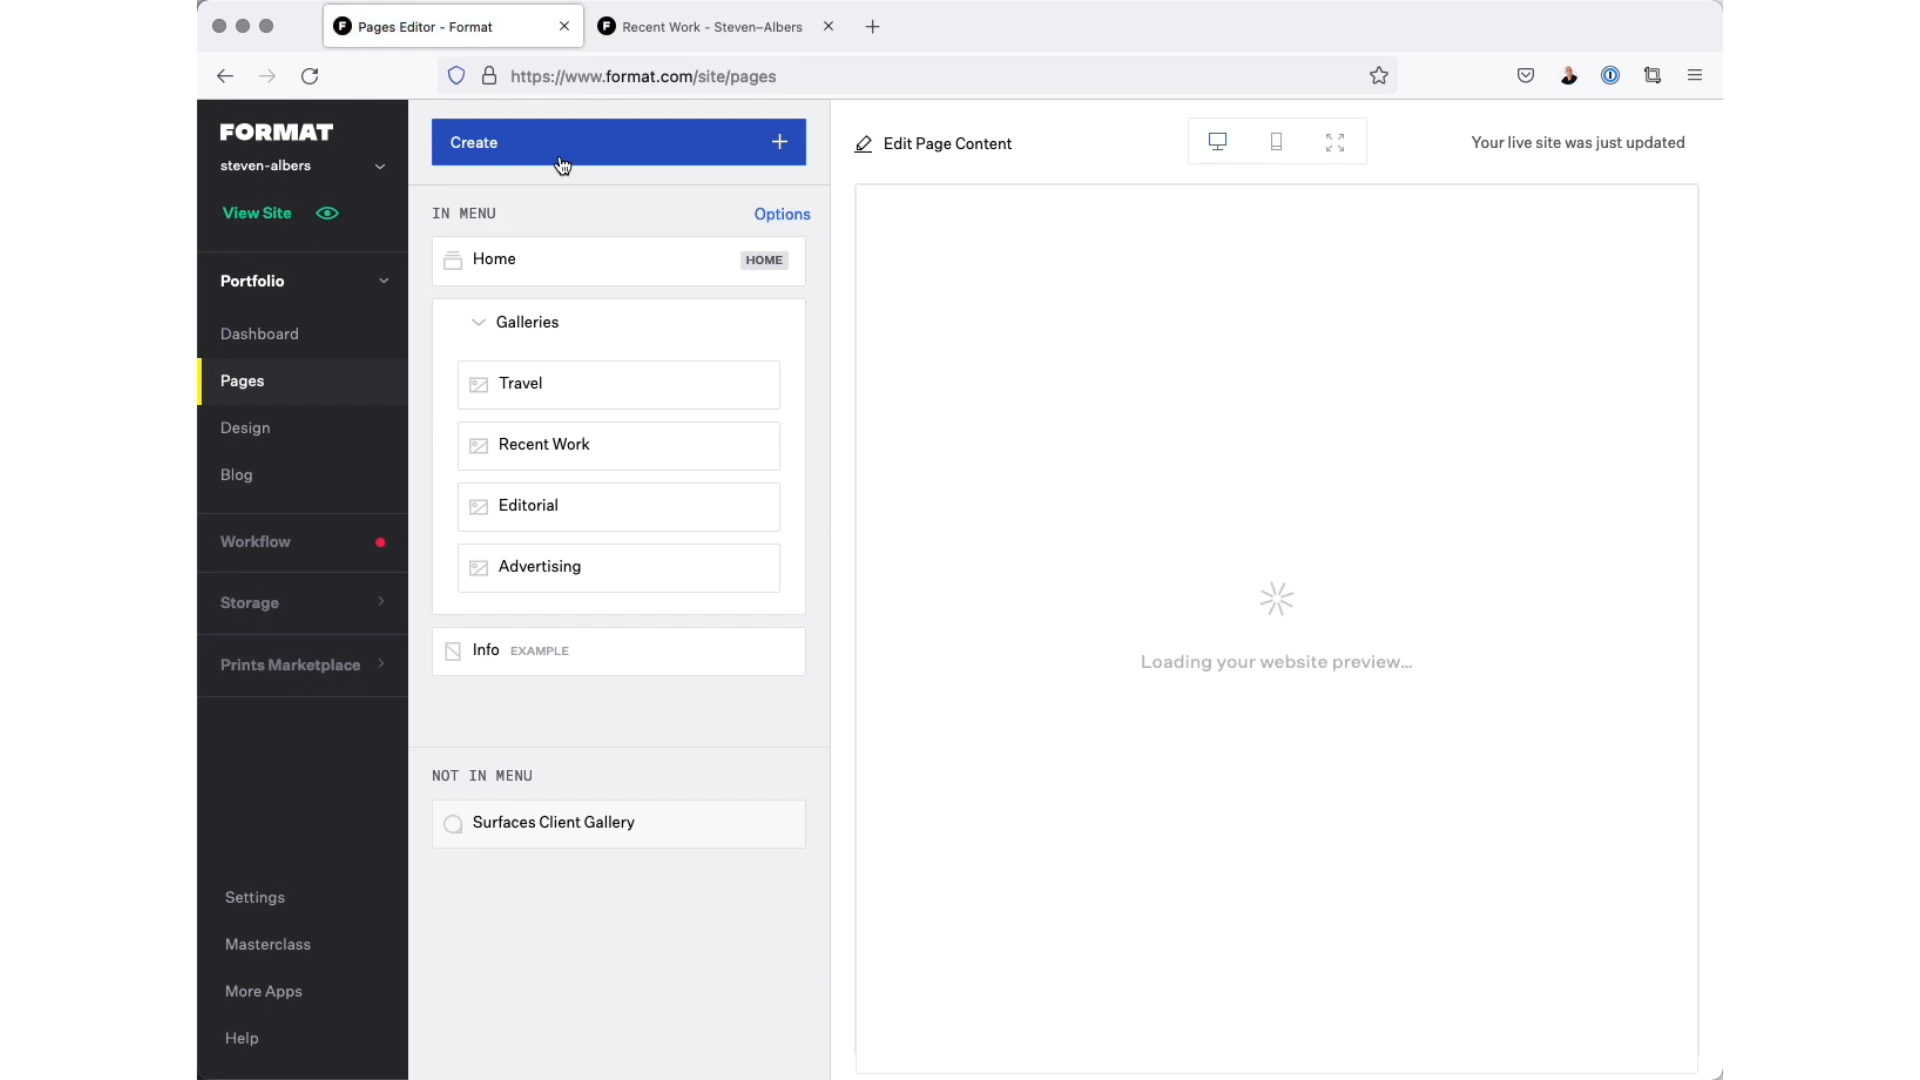 Pages Editor - Format
Recent Work - Steven-Albers
https://www.format.com/site/pages
FORMAT
steven-albers
View Site
Portfolio
Dashboard
Pages
Design
Blog
Workflow
Storage
Prints Marketplace
Settings
Masterclass
More Apps
Help
Create
IN MENU
Options
Home
HOME
Galleries
Travel
Recent Work
Editorial
Advertising
Info EXAMPLE
NOT IN MENU
Surfaces Client Gallery
Edit Page Content
Your live site was just updated
Loading your website preview...